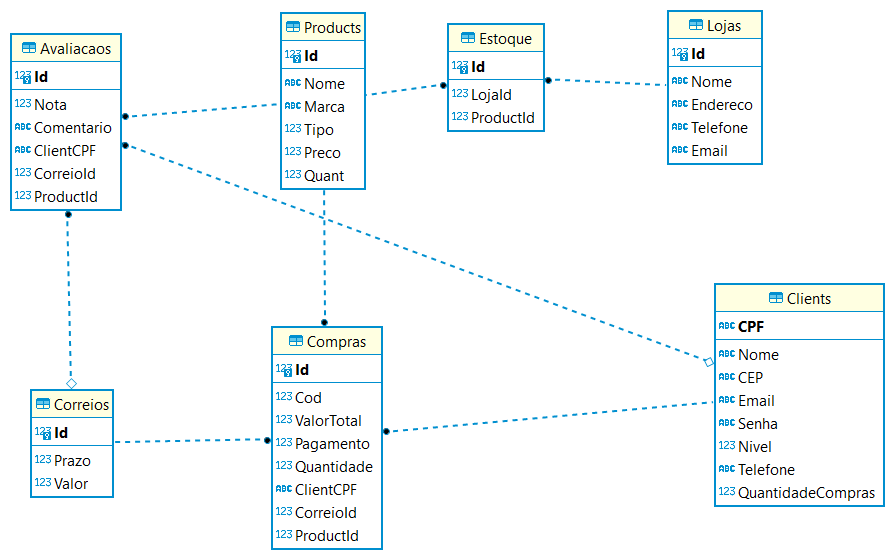 Avaliacaos
123 Id
123 Nota
ABC Comentario
ABC ClientCPF
123 CorreioId
123 ProductId
Products
123 Id
ABC Nome
ABC Marca
123 Tipo
123 Preco
123 Quant
Estoque
123 Id
123 LojaId
123 ProductId
Lojas
123 Id
ABC Nome
ABC Endereco
ABC Telefone
ABC Email
Clients
ABC CPF
ABC Nome
ABC CEP
ABC Email
ABC Senha
123 Nivel
ABC Telefone
123 QuantidadeCompras
Compras
123 Id
123 Cod
123 ValorTotal
123 Pagamento
123 Quantidade
ABC ClientCPF
123 CorreioId
123 ProductId
Correios
123 Id
123 Prazo
123 Valor